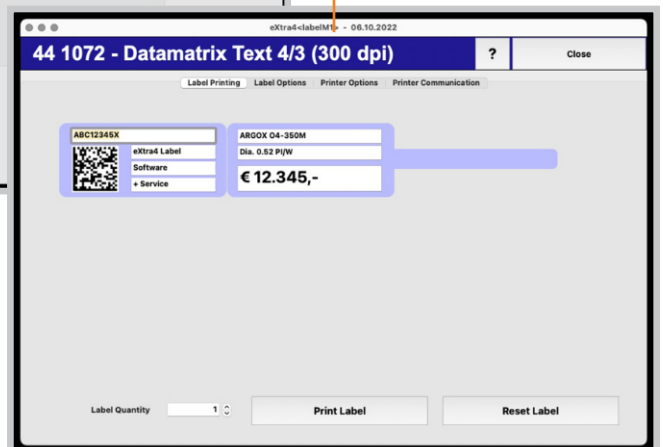 eXtra4<labelM1> - 06.10.2022
44 1072 - Datamatrix Text 4/3 (300 dpi)
?
Close
Label Printing
Label Options
Printer Options
Printer Communication
ABC12345X
eXtra4 Label
Software
+ Service
ARGOX O4-350M
Dia. 0.52 PI/W
€ 12.345,-
Label Quantity
1
Print Label
Reset Label